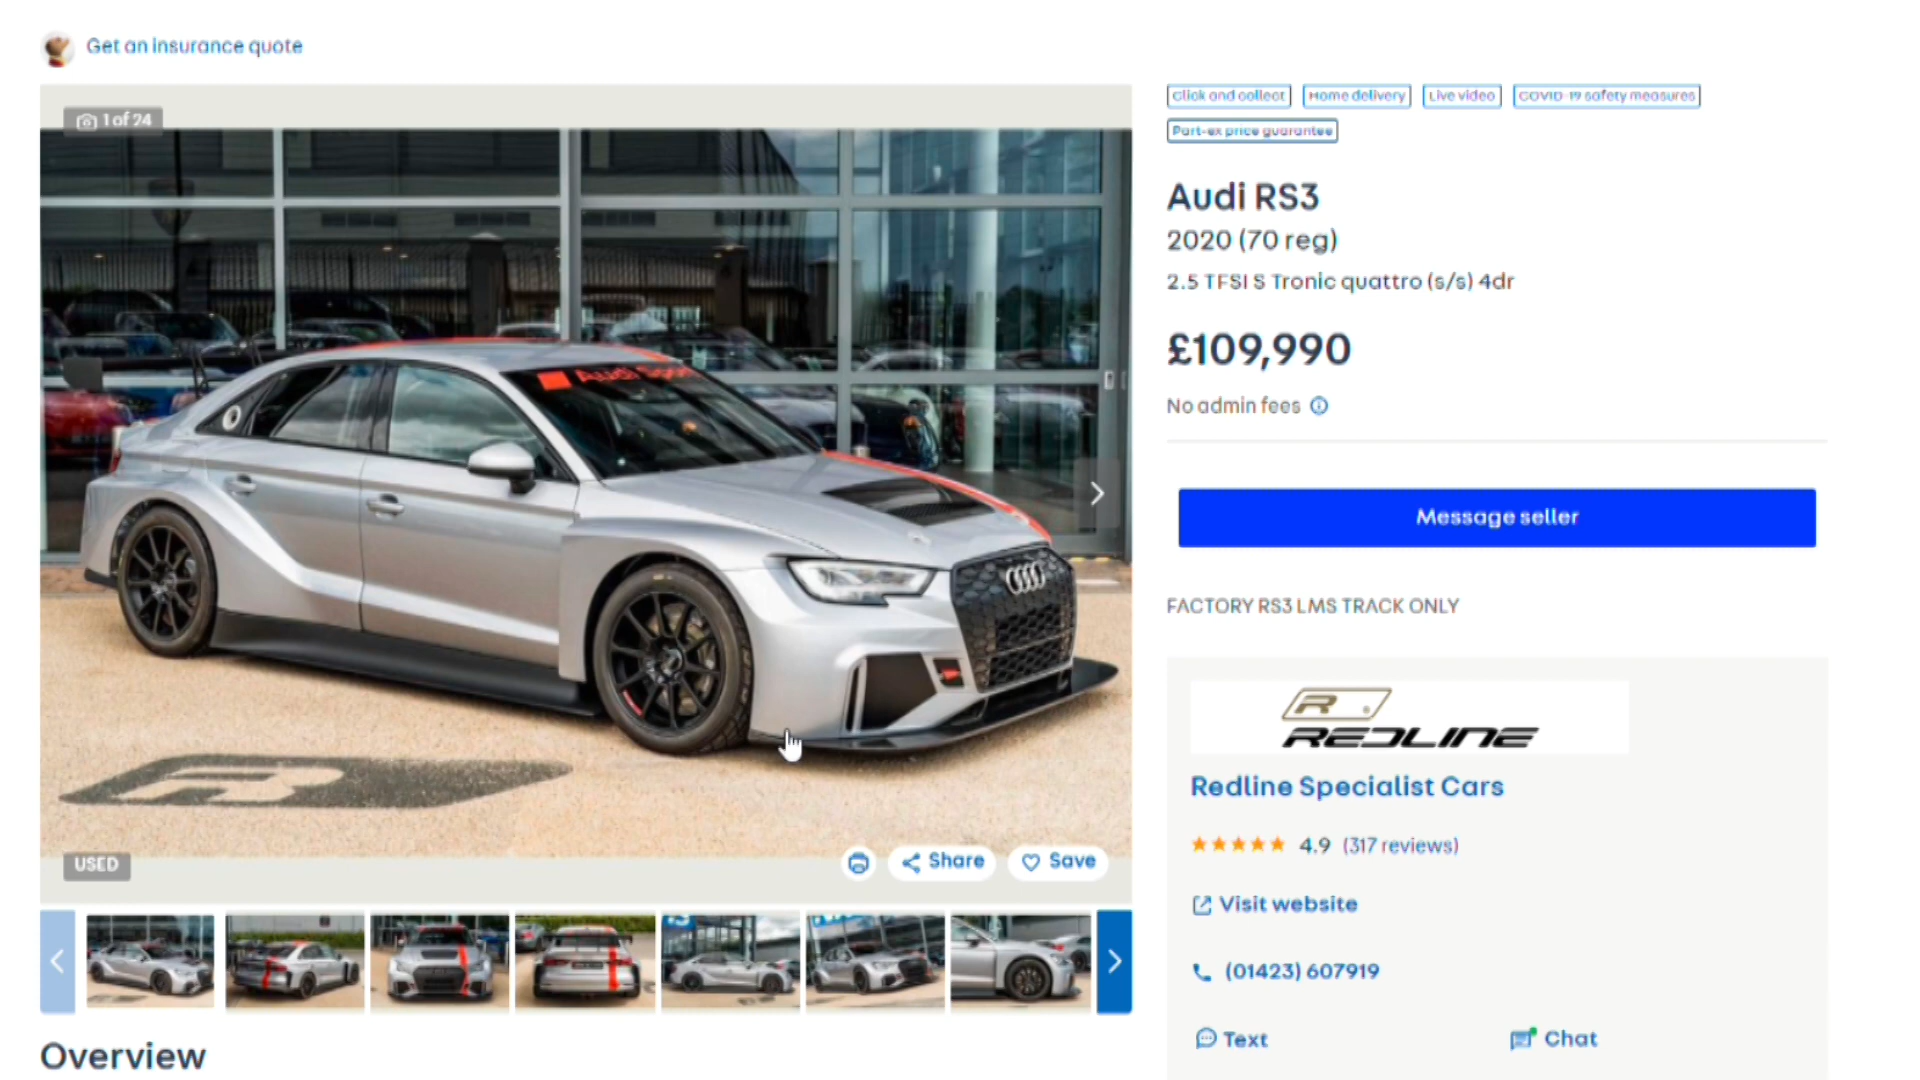 Get an insurance quote
1 of 24
Audi Sport
USED
Share
Save
Overview
Click and collect
Home delivery
Live video
COVID-19 safety measures
Part-ex price guarantee
Audi RS3
2020 (70 reg)
2.5 TFSI S Tronic quattro (s/s) 4dr
£109,990
No admin fees
Message seller
FACTORY RS3 LMS TRACK ONLY
R
REDLINE
Redline Specialist Cars
4.9 (317 reviews)
Visit website
(01423) 607919
Text
Chat